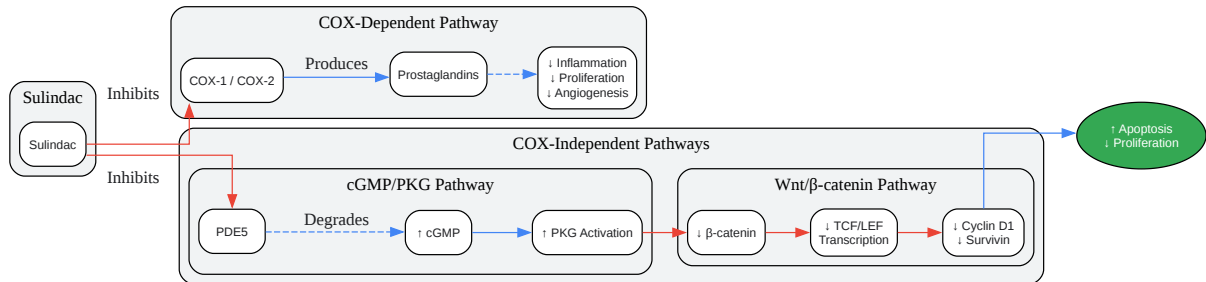 COX-Dependent Pathway
COX-1 / COX-2
Produces
Prostaglandins
↓ Inflammation
↓ Proliferation
↓ Angiogenesis
Sulindac
Sulindac
Inhibits
Inhibits
COX-Independent Pathways
cGMP/PKG Pathway
PDE5
Degrades
↑ cGMP
↑ PKG Activation
Wnt/β-catenin Pathway
↓ β-catenin
↓ TCF/LEF
Transcription
↓ Cyclin D1
↓ Survivin
↑ Apoptosis
↓ Proliferation